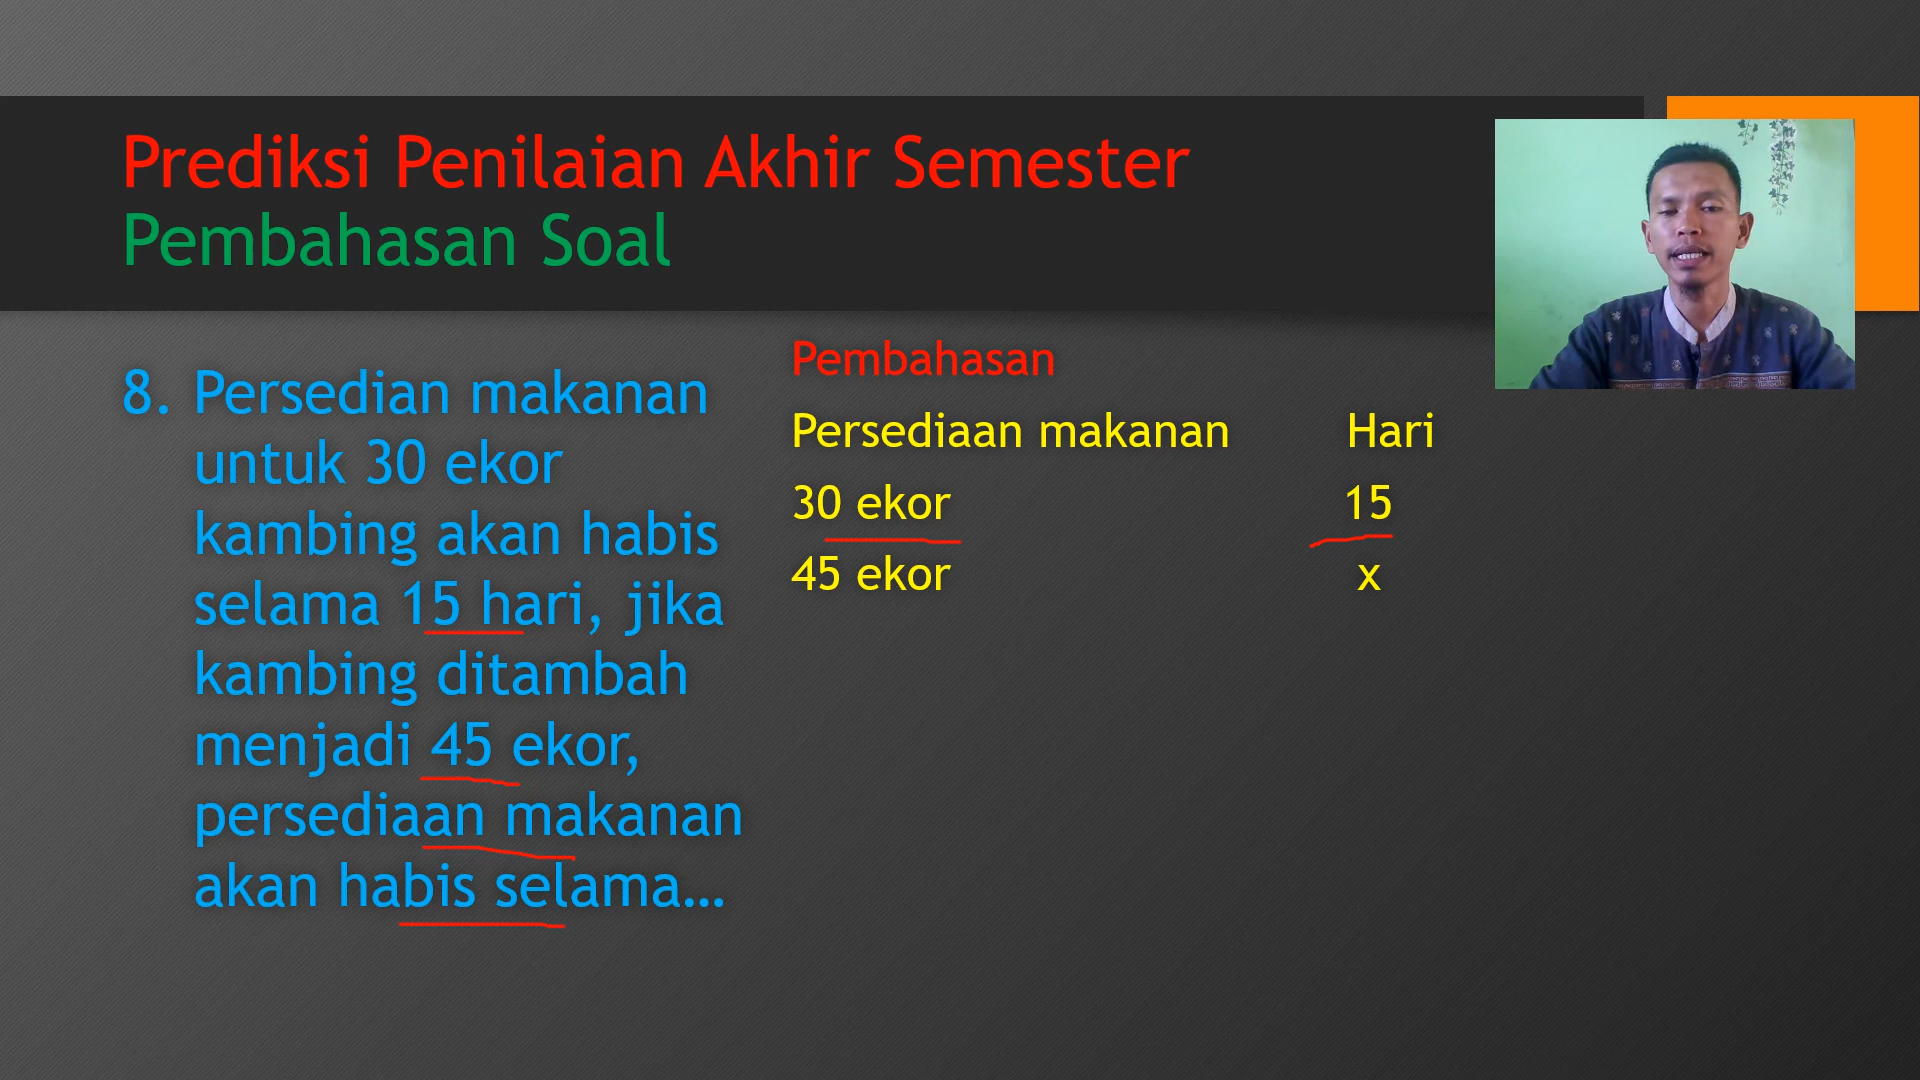 Prediksi Penilaian Akhir Semester
Pembahasan Soal
8. Persedian makanan
untuk 30 ekor
kambing akan habis
selama 15 hari, jika
kambing ditambah
menjadi 45 ekor,
persediaan makanan
akan habis selama…
Pembahasan
Persediaan makanan Hari
30 ekor 15
45 ekor x